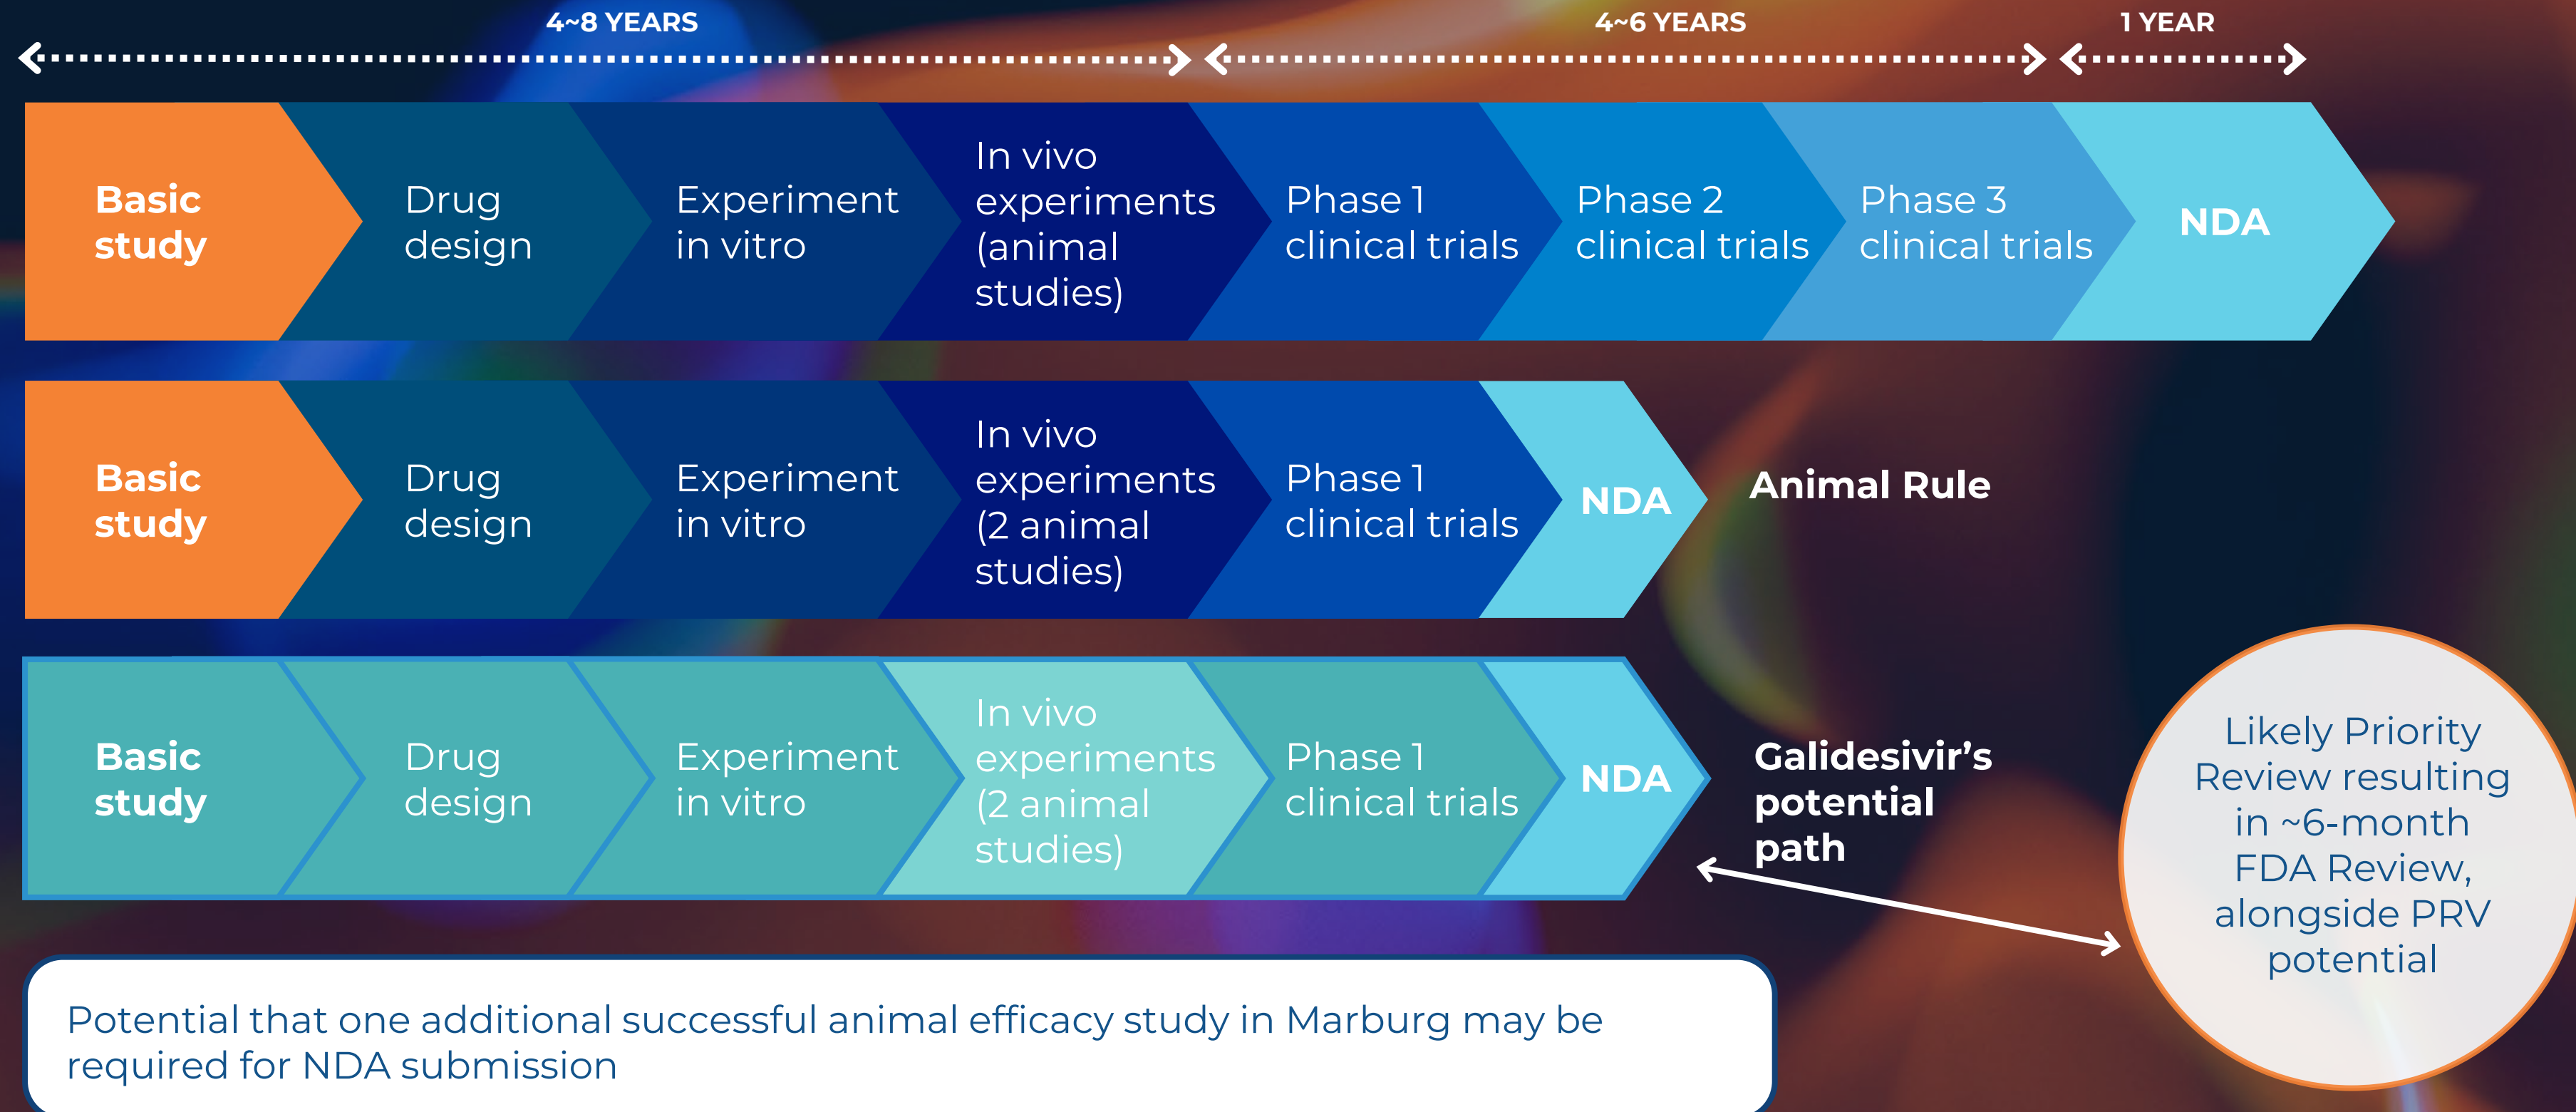 4~8 YEARS
4~6 YEARS
1 YEAR
Basic
study
Drug
design
Experiment
in vitro
In vivo
experiments
(animal
studies)
Phase 1
clinical trials
Phase 2
clinical trials
Phase 3
clinical trials
NDA
Basic
study
Drug
design
Experiment
in vitro
In vivo
experiments
(2 animal
studies)
Phase 1
clinical trials
NDA
Animal Rule
Basic
study
Drug
design
Experiment
in vitro
In vivo
experiments
(2 animal
studies)
Phase 1
clinical trials
NDA
Galidesivir’s
potential
path
Likely Priority
Review resulting
in ~6-month
FDA Review,
alongside PRV
potential
Potential that one additional successful animal efficacy study in Marburg may be
required for NDA submission